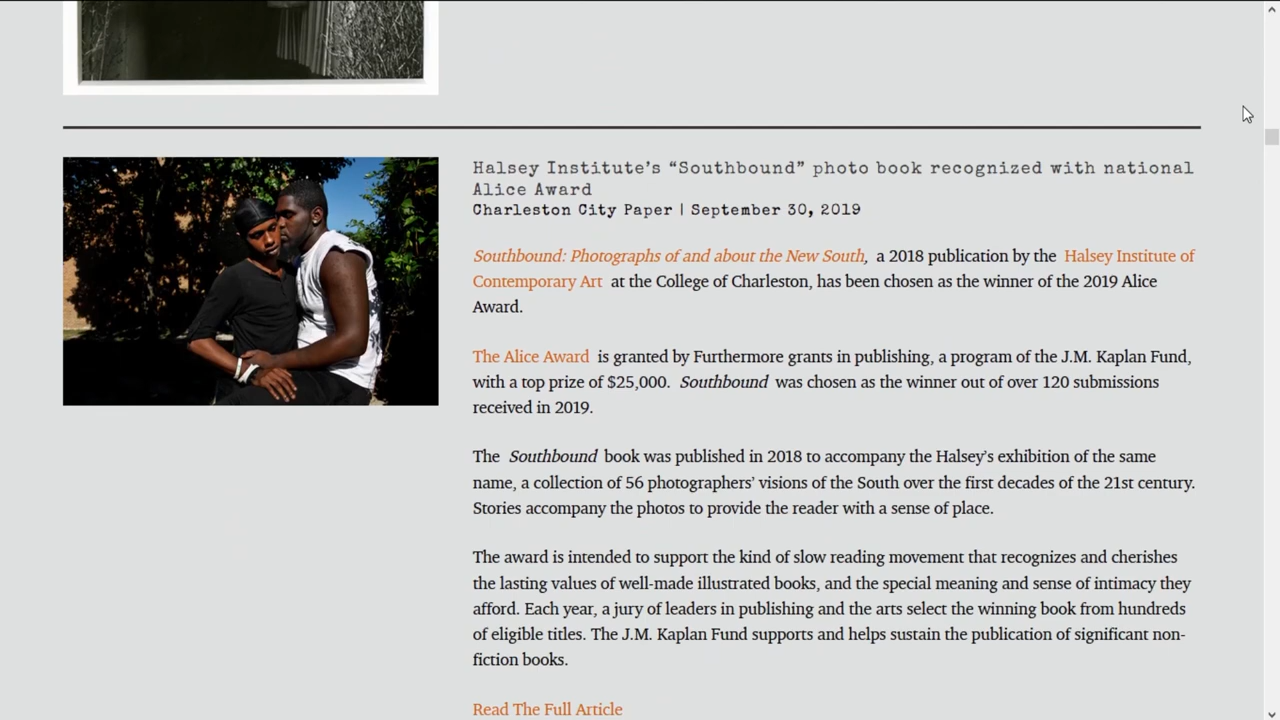 Halsey Institute's “Southbound” photo book recognized with national
Alice Award
Charleston City Paper | September 30, 2019
Southbound: Photographs of and about the New South, a 2018 publication by the Halsey Institute of
Contemporary Art at the College of Charleston, has been chosen as the winner of the 2019 Alice
Award.
The Alice Award is granted by Furthermore grants in publishing, a program of the J.M. Kaplan Fund,
with a top prize of $25,000. Southbound was chosen as the winner out of over 120 submissions
received in 2019.
The Southbound book was published in 2018 to accompany the Halsey's exhibition of the same
name, a collection of 56 photographers' visions of the South over the first decades of the 21st century.
Stories accompany the photos to provide the reader with a sense of place.
The award is intended to support the kind of slow reading movement that recognizes and cherishes
the lasting values of well-made illustrated books, and the special meaning and sense of intimacy they
afford. Each year, a jury of leaders in publishing and the arts select the winning book from hundreds
of eligible titles. The J.M. Kaplan Fund supports and helps sustain the publication of significant non-
fiction books.
Read The Full Article